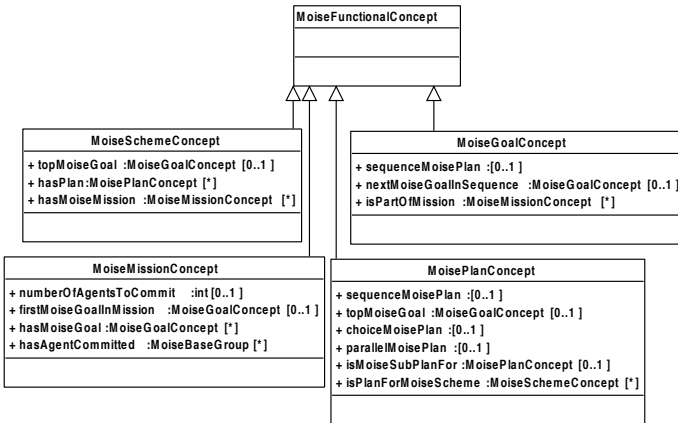 MoiseFunctionalConcept
MoiseSchemeConcept
+ topMoiseGoal :MoiseGoalConcept [0..1 ]
+ hasPlan:MoisePlanConcept [*]
+ hasMoiseMission :MoiseMissionConcept [*]
MoiseGoalConcept
+ sequenceMoisePlan :[0..1 ]
+ nextMoiseGoalInSequence :MoiseGoalConcept [0..1 ]
+ isPartOfMission :MoiseMissionConcept [*]
MoiseMissionConcept
+ numberOfAgentsToCommit :int [0..1 ]
+ firstMoiseGoalInMission :MoiseGoalConcept [0..1 ]
+ hasMoiseGoal :MoiseGoalConcept [*]
+ hasAgentCommitted :MoiseBaseGroup [*]
MoisePlanConcept
+ sequenceMoisePlan :[0..1 ]
+ topMoiseGoal :MoiseGoalConcept [0..1 ]
+ choiceMoisePlan :[0..1 ]
+ parallelMoisePlan :[0..1 ]
+ isMoiseSubPlanFor :MoisePlanConcept [0..1 ]
+ isPlanForMoiseScheme :MoiseSchemeConcept [*]